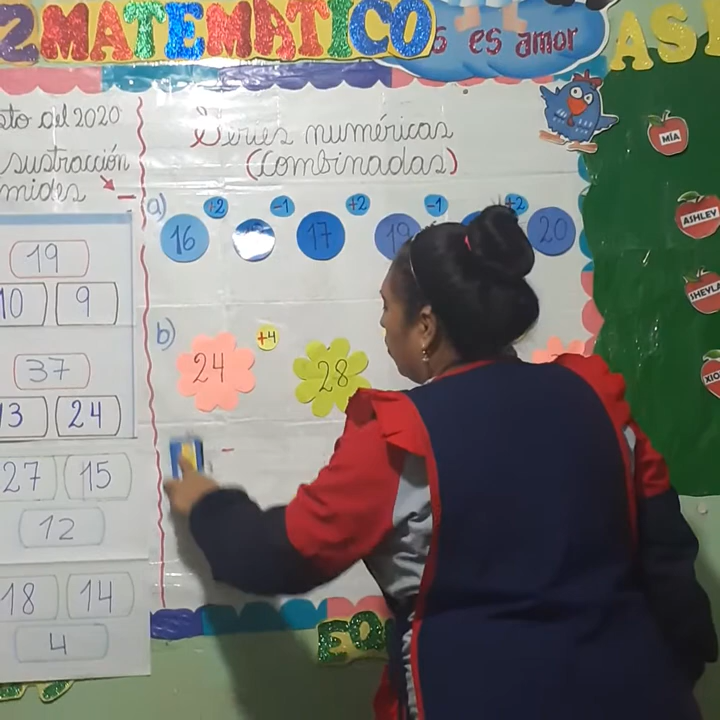 2 MATEMATICO
s es amor
AS
MÍA
ASHLEY
SHEYLA
XIO
del 2020
sustracción
mides
–
19
10 9
37
13 24
27 15
12
18 14
4
Series numéricas
(Combinadas)
a) +2 -1 +2 -1 +2
16 17 19 20
b) +4
24 28
-